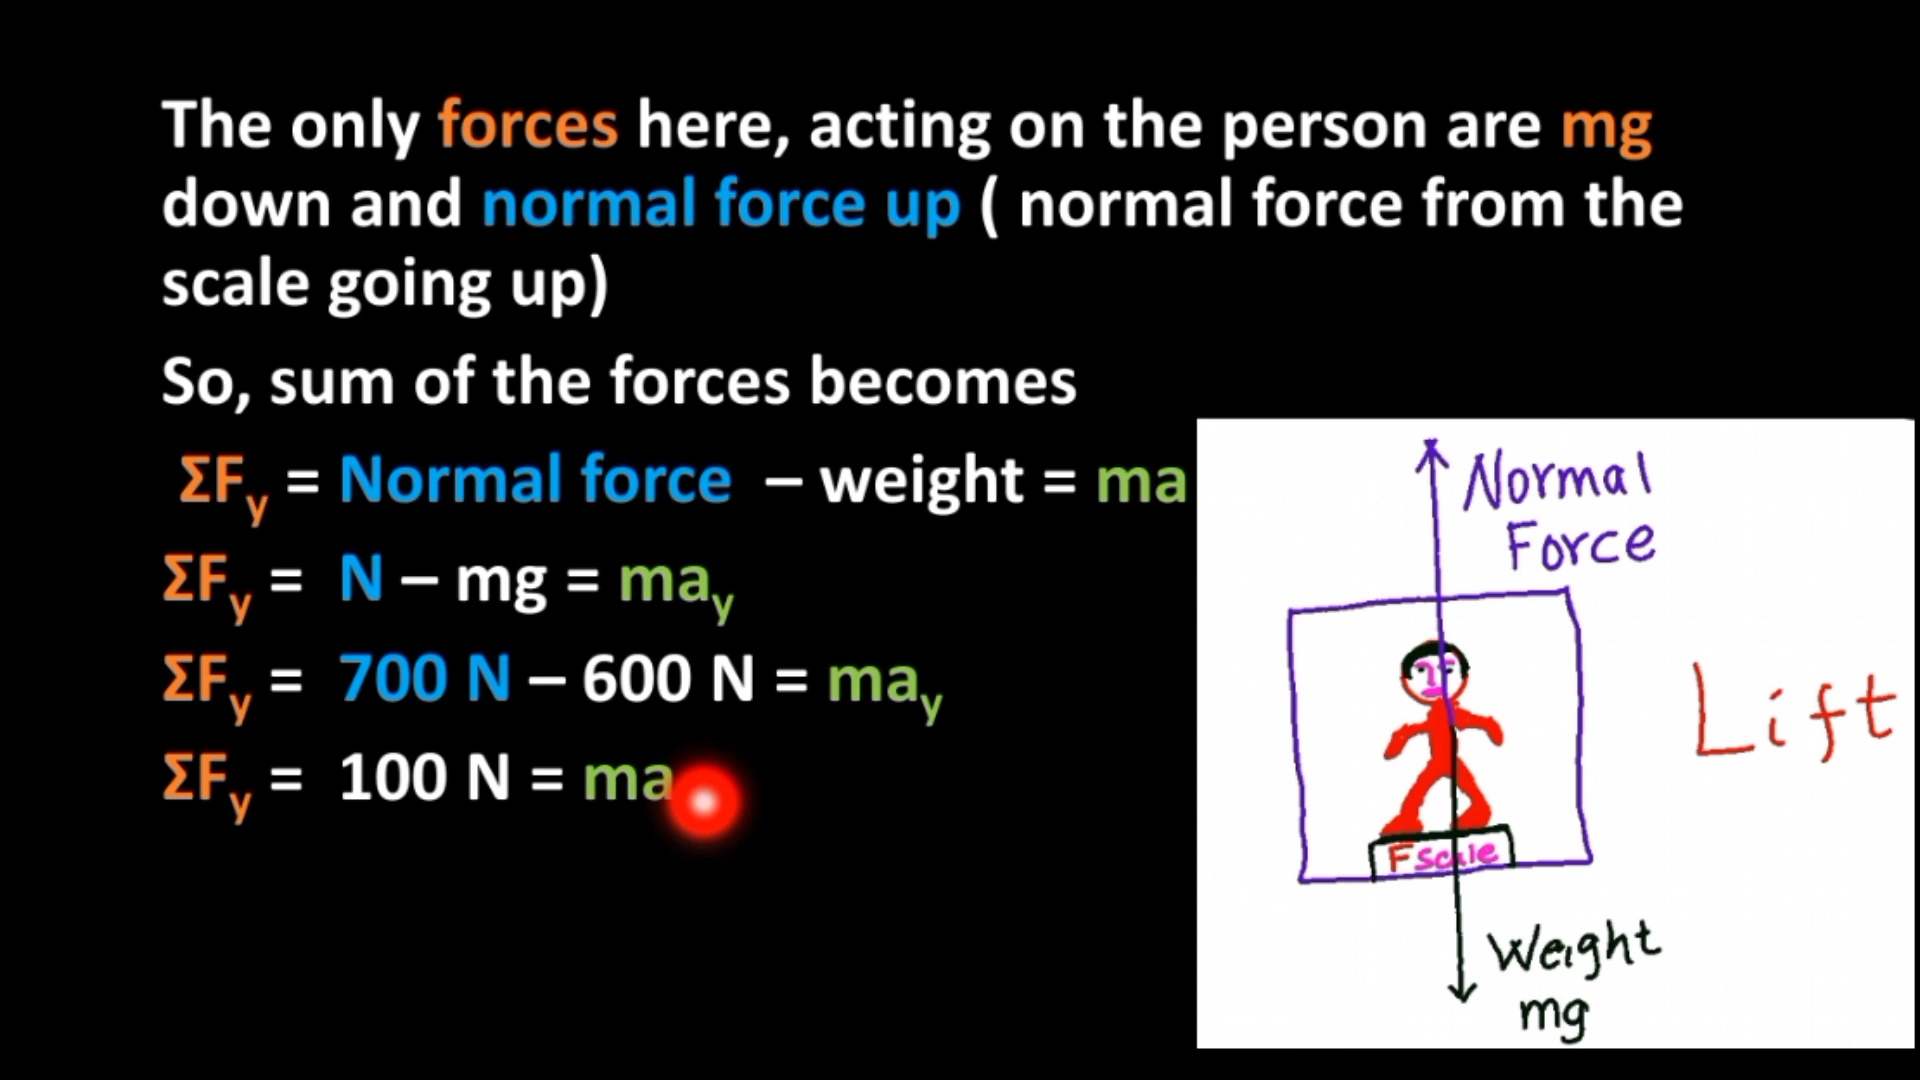 The only forces here, acting on the person are mg
down and normal force up ( normal force from the
scale going up)
So, sum of the forces becomes
ΣFy = Normal force – weight = ma
ΣFy = N – mg = may
ΣFy = 700 N – 600 N = may
ΣFy = 100 N = ma
Normal
Force
Lift
Fscale
Weight
mg